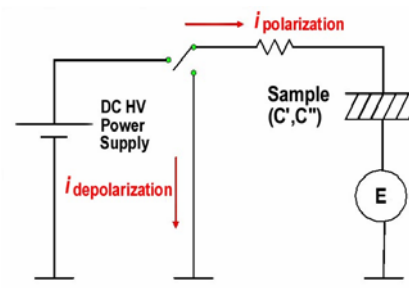 i polarization
DC HV
Power
Supply
Sample
(C',C")
i depolarization
E